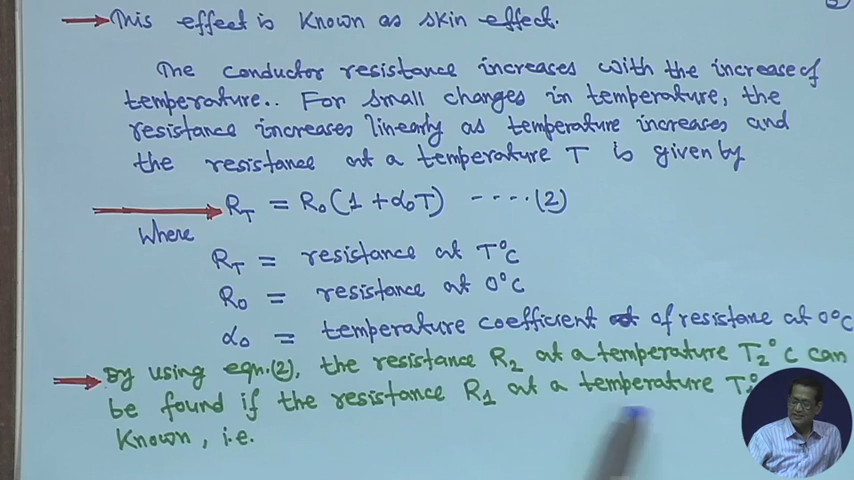 This effect is Known as skin effect.
The conductor resistance increases with the increase of
temperature.. For small changes in temperature, the
resistance increases linearly as temperature increases and
the resistance at a temperature T is given by
R_T = R_0 (1 + α_0 T) ----- (2)
Where
R_T = resistance at T°C
R_0 = resistance at 0°C
α_0 = temperature coefficient of resistane at 0°C
By using eqn.(2), the resistance R_2 at a temperature T_2°C can
be found if the resistance R_1 at a temperature T_1°
Known, i.e.